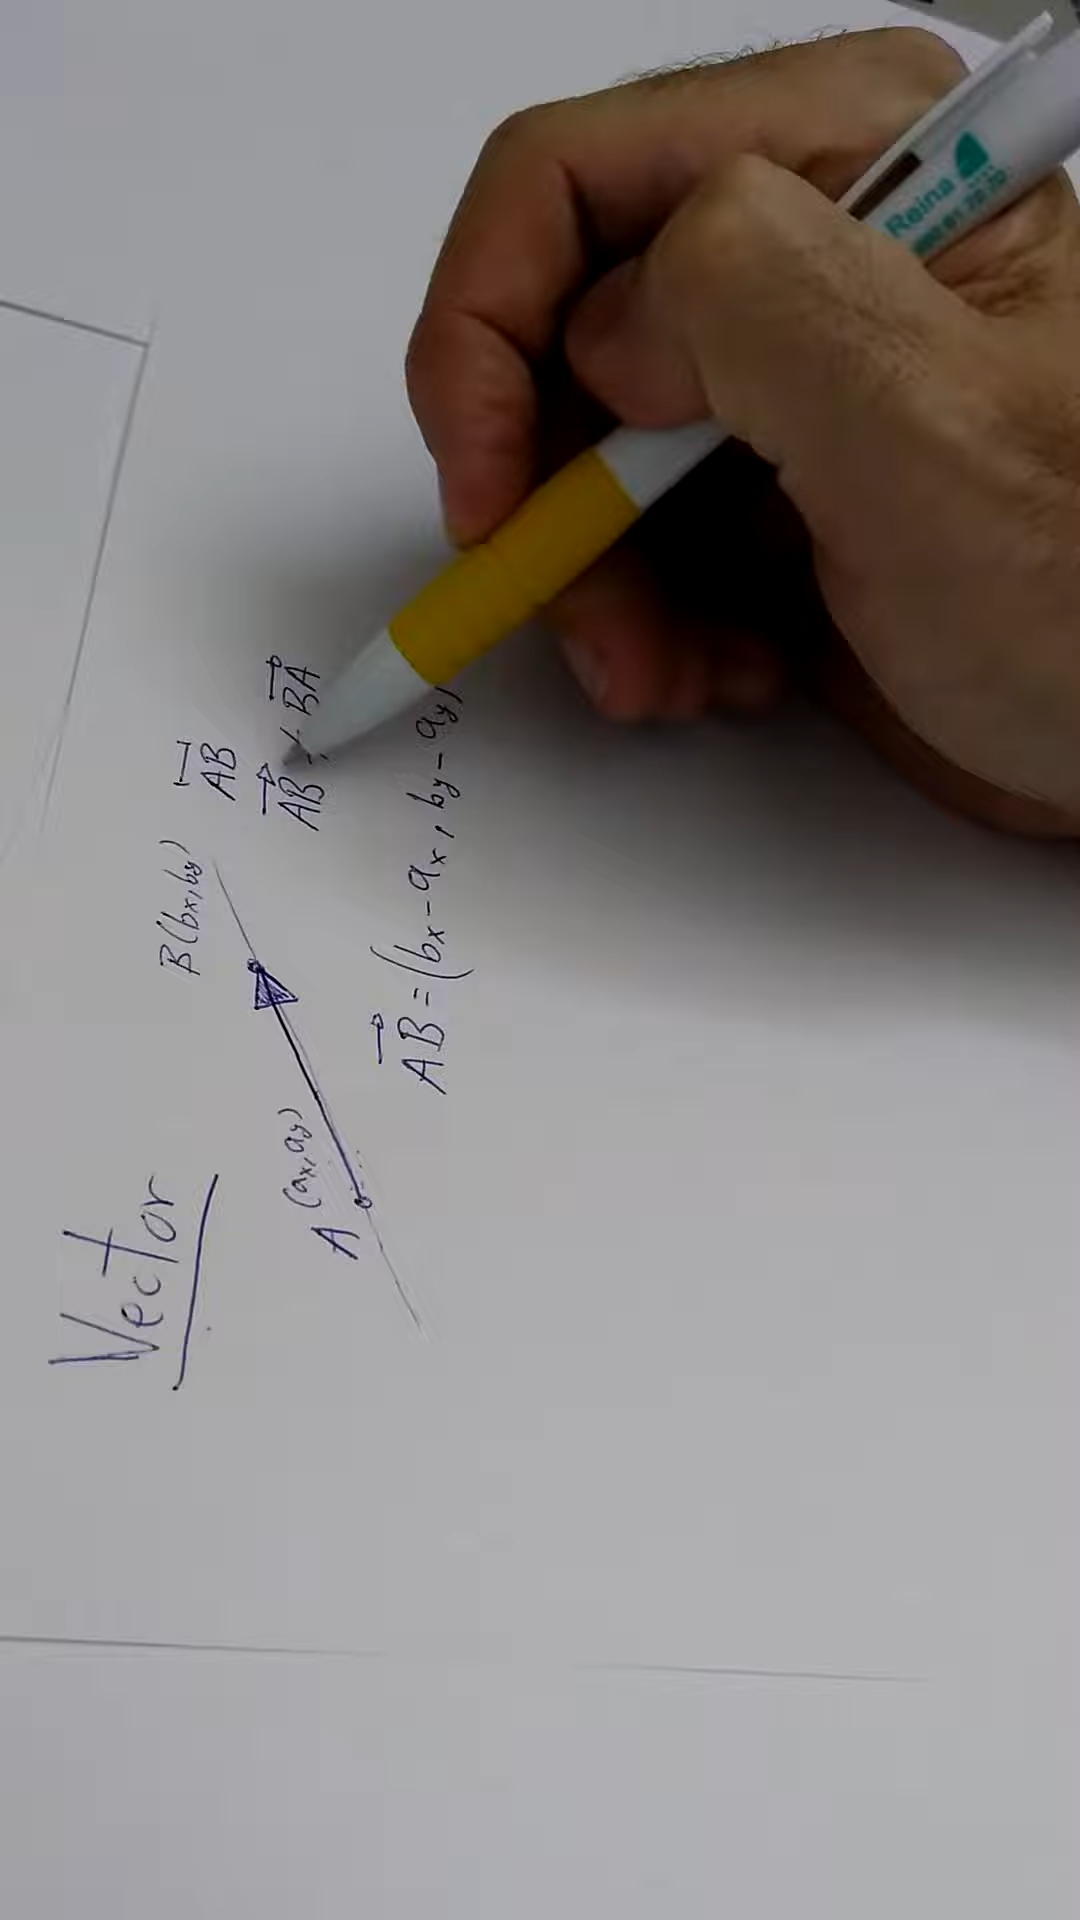 Vector
B(bx,by)
A (ax,ay)
AB
AB ≠ BA
AB = (bx - ax, by - ay)
Reina